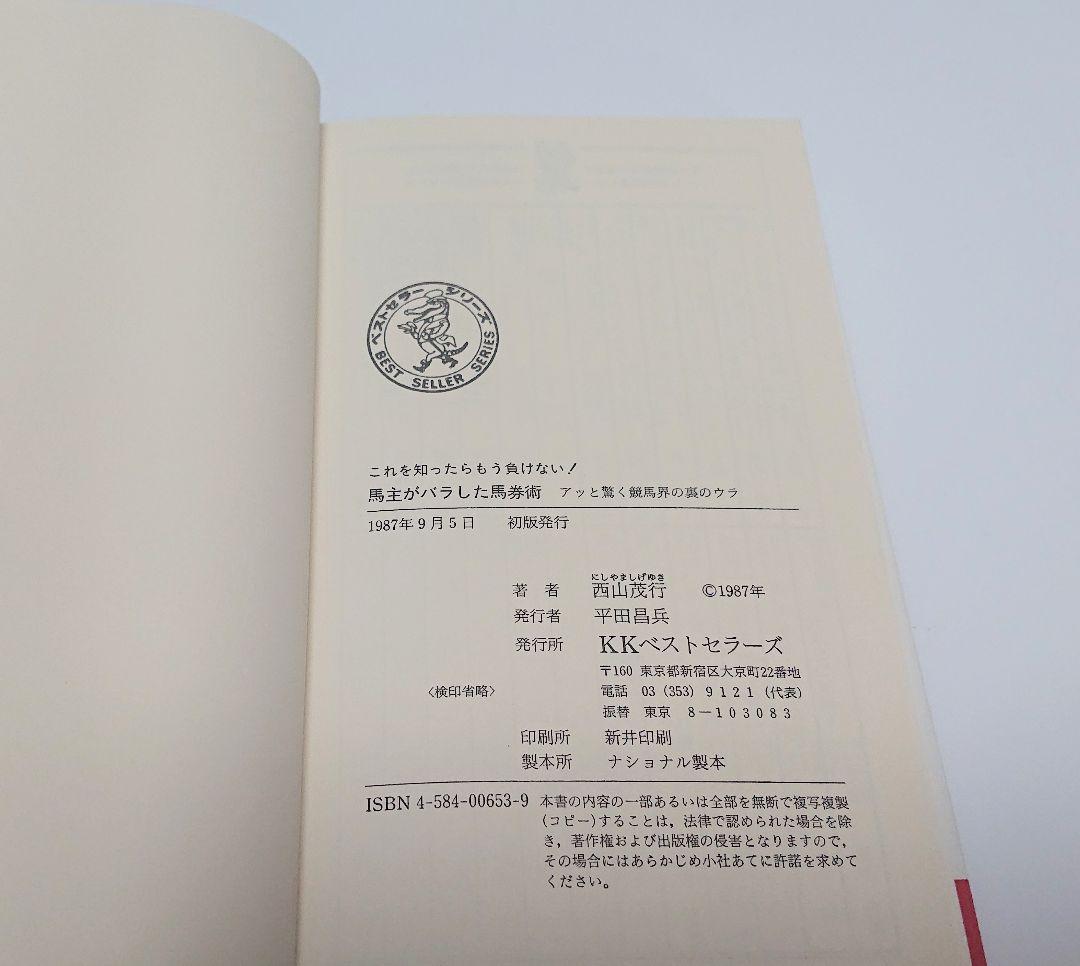 ベストセラーシリーズ
BEST SELLER SERIES
これを知ったらもう負けない！
馬主がバラした馬券術　アッと驚く競馬界の裏のウラ
1987年9月5日　初版発行
にしやましげゆき
著者　西山茂行　©1987年
発行者　平田昌兵
発行所　KKベストセラーズ
〒160 東京都新宿区大京町22番地
〈検印省略〉　電話　03（353）9121（代表）
振替　東京　8－103083
印刷所　新井印刷
製本所　ナショナル製本
ISBN 4-584-00653-9　本書の内容の一部あるいは全部を無断で複写複製
（コピー）することは，法律で認められた場合を除
き，著作権および出版権の侵害となりますので，
その場合にはあらかじめ小社あてに許諾を求めて
ください。